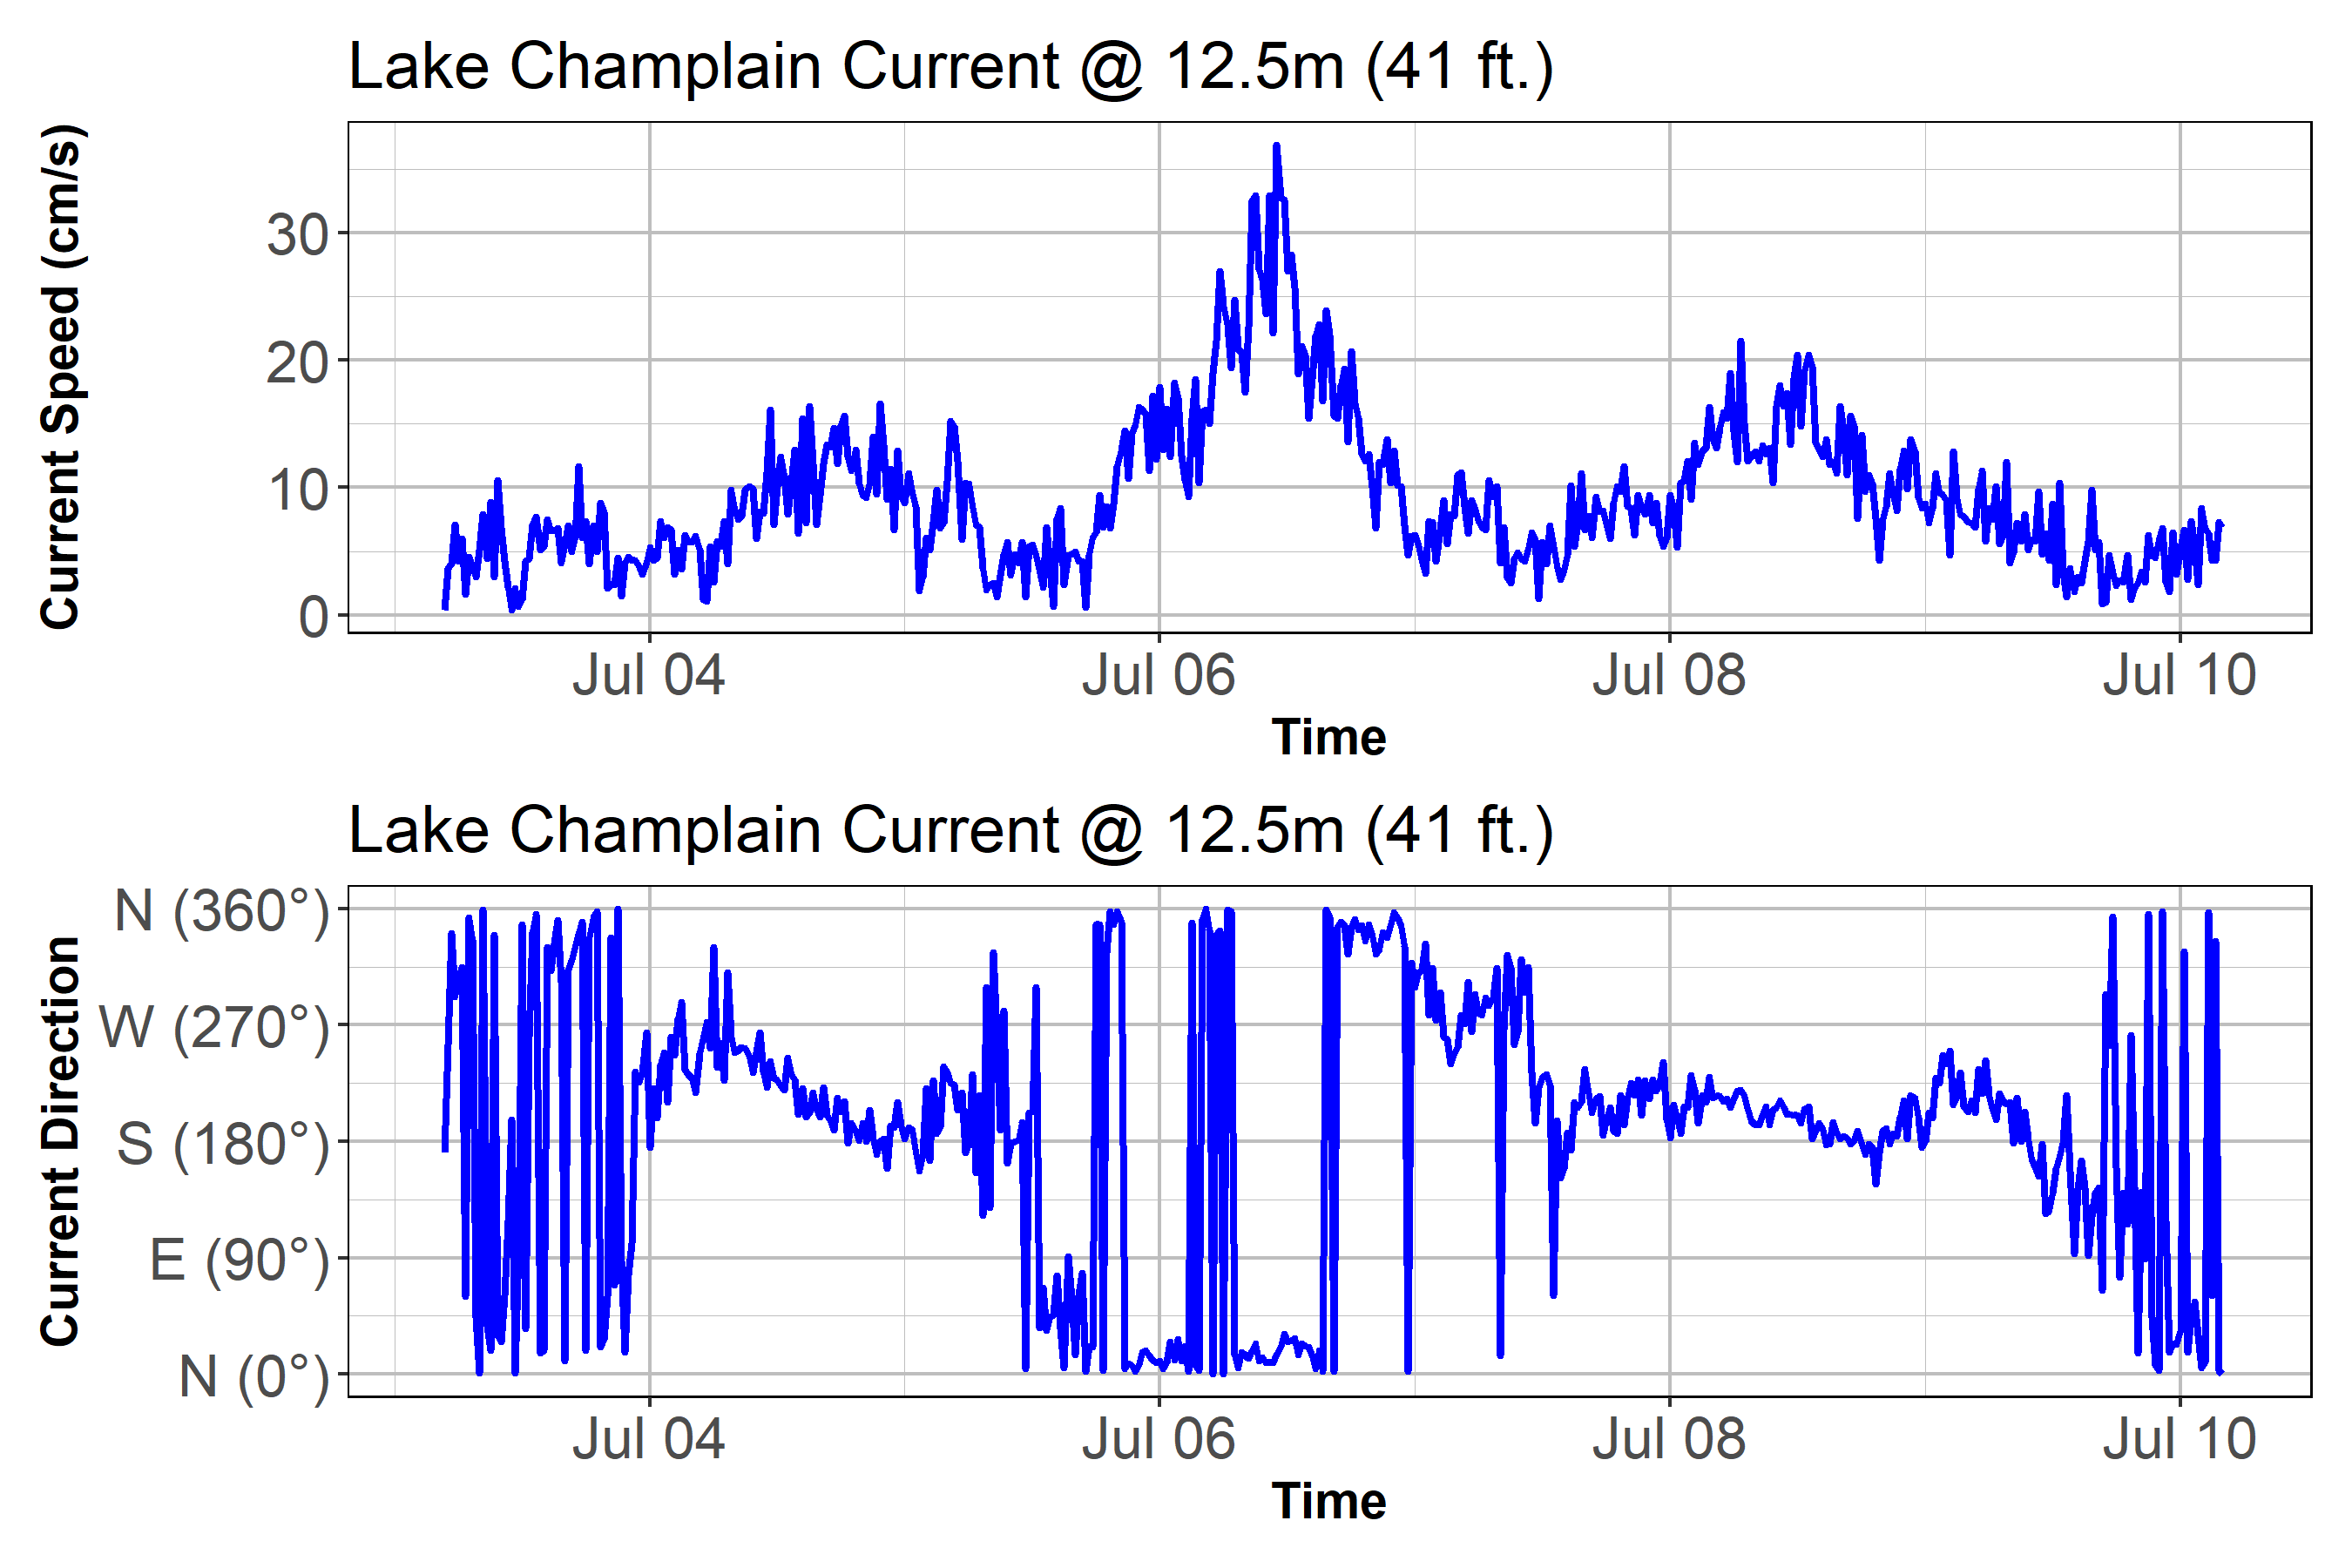 Lake Champlain Current @ 12.5m (41 ft.)
Current Speed (cm/s)
30
20
10
0
Jul 04 Jul 06 Jul 08 Jul 10
Time
Lake Champlain Current @ 12.5m (41 ft.)
Current Direction
N (360°)
W (270°)
S (180°)
E (90°)
N (0°)
Jul 04 Jul 06 Jul 08 Jul 10
Time